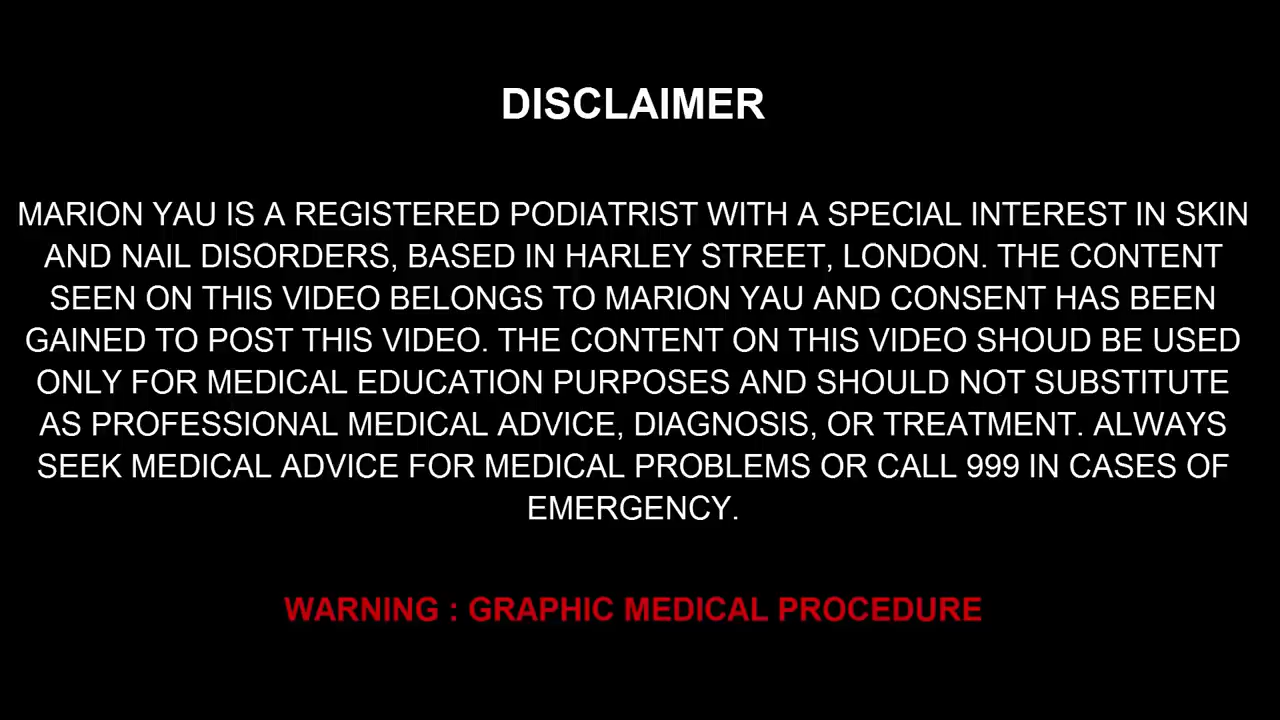 DISCLAIMER
MARION YAU IS A REGISTERED PODIATRIST WITH A SPECIAL INTEREST IN SKIN
AND NAIL DISORDERS, BASED IN HARLEY STREET, LONDON. THE CONTENT
SEEN ON THIS VIDEO BELONGS TO MARION YAU AND CONSENT HAS BEEN
GAINED TO POST THIS VIDEO. THE CONTENT ON THIS VIDEO SHOUD BE USED
ONLY FOR MEDICAL EDUCATION PURPOSES AND SHOULD NOT SUBSTITUTE
AS PROFESSIONAL MEDICAL ADVICE, DIAGNOSIS, OR TREATMENT. ALWAYS
SEEK MEDICAL ADVICE FOR MEDICAL PROBLEMS OR CALL 999 IN CASES OF
EMERGENCY.
WARNING : GRAPHIC MEDICAL PROCEDURE